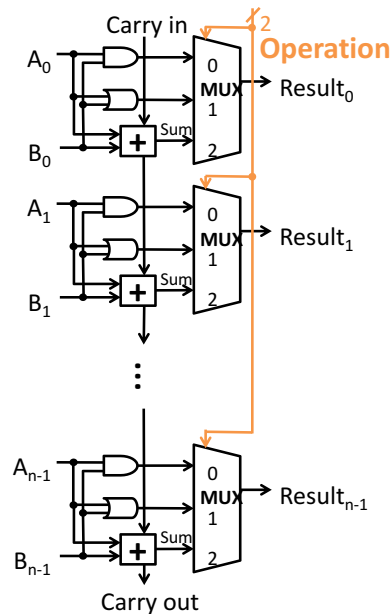 Carry in
2
Operation
A0
0
MUX
Result0
1
Sum
B0
2
A1
0
MUX
Result1
1
Sum
B1
2
...
An-1
0
MUX
Resultn-1
1
Sum
Bn-1
2
Carry out